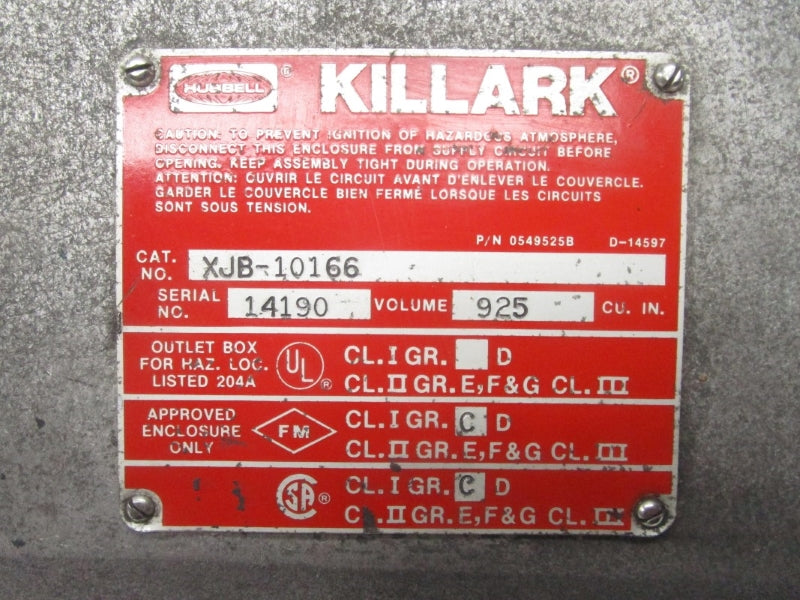 HUBBELL ® KILLARK®
CAUTION: TO PREVENT IGNITION OF HAZARDOUS ATMOSPHERE,
DISCONNECT THIS ENCLOSURE FROM SUPPLY CIRCUIT BEFORE
OPENING. KEEP ASSEMBLY TIGHT DURING OPERATION.
ATTENTION: OUVRIR LE CIRCUIT AVANT D'ENLEVER LE COUVERCLE.
GARDER LE COUVERCLE BIEN FERMÉ LORSQUE LES CIRCUITS
SONT SOUS TENSION.
P/N 0549525B D-14597
CAT. NO. XJB-10166
SERIAL NO. 14190 VOLUME 925 CU. IN.
OUTLET BOX
FOR HAZ. LOC.
LISTED 204A
UL ®
CL. I GR. D
CL. II GR. E, F & G CL. III
APPROVED
ENCLOSURE
ONLY
FM
CL. I GR. C D
CL. II GR. E, F & G CL. III
SA ®
CL. I GR. C D
CL. II GR. E, F & G CL. III